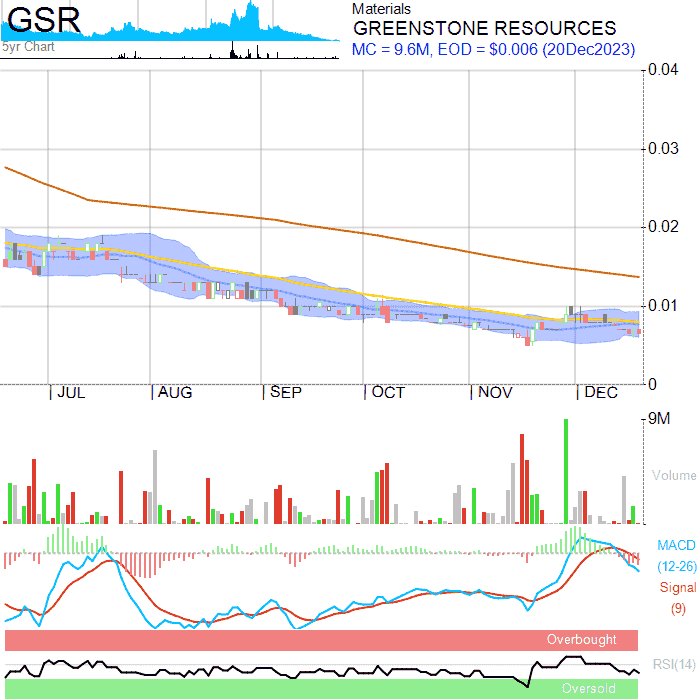 GSR
5yr Chart
Materials
GREENSTONE RESOURCES
MC = 9.6M, EOD = $0.006 (20Dec2023)
0.04
0.03
0.02
0.01
0
JUL AUG SEP OCT NOV DEC
9M
Volume
MACD
(12-26)
Signal
(9)
Overbought
RSI(14)
Oversold